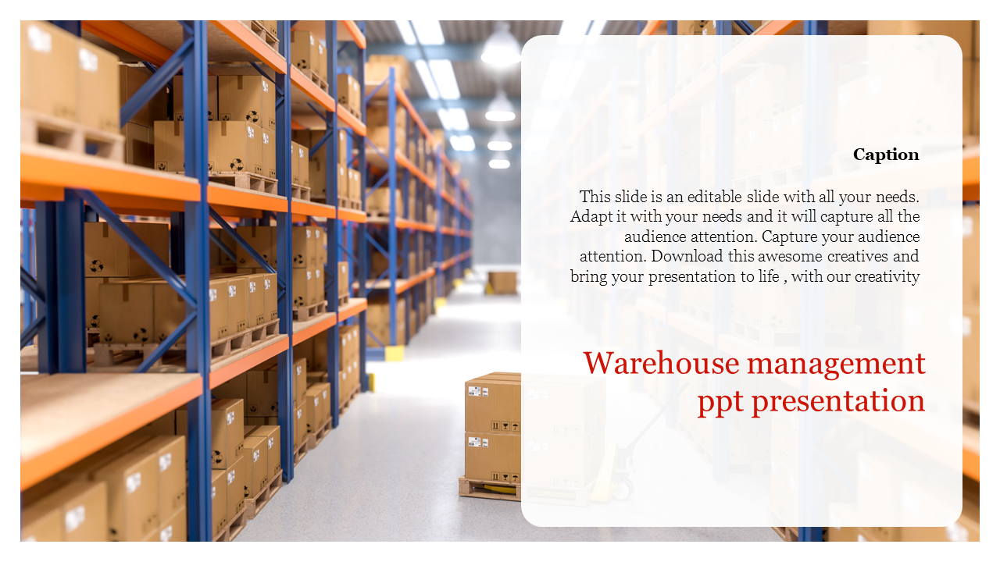 Caption
This slide is an editable slide with all your needs.
Adapt it with your needs and it will capture all the
audience attention. Capture your audience
attention. Download this awesome creatives and
bring your presentation to life , with our creativity
Warehouse management
ppt presentation